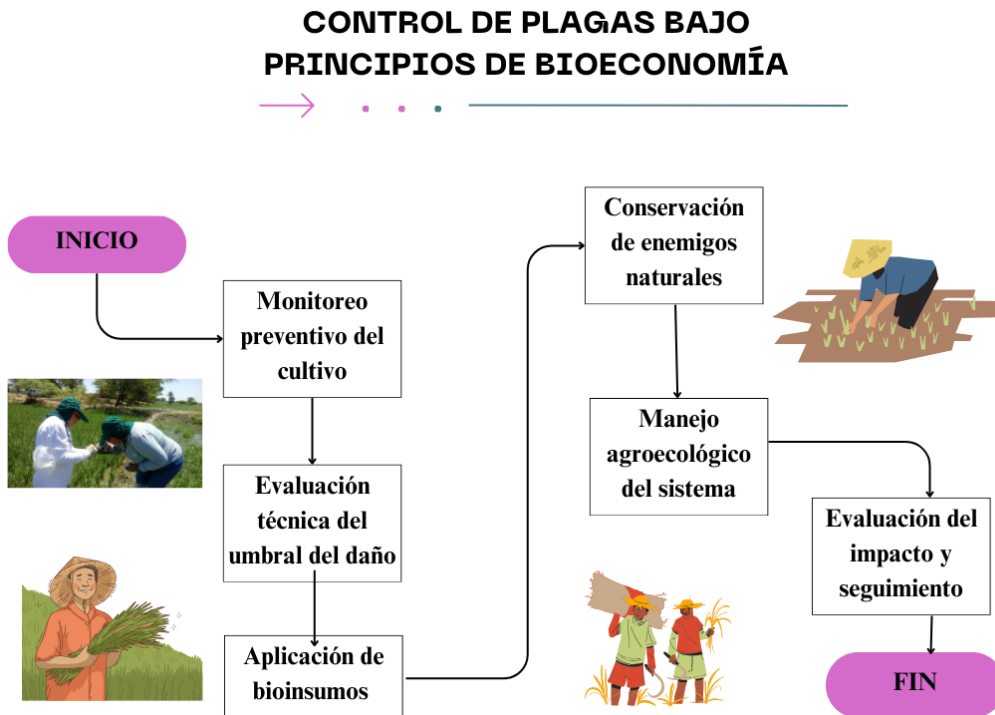 CONTROL DE PLAGAS BAJO
PRINCIPIOS DE BIOECONOMÍA
INICIO
Monitoreo
preventivo del
cultivo
Evaluación
técnica del
umbral del daño
Aplicación de
bioinsumos
Conservación
de enemigos
naturales
Manejo
agroecológico
del sistema
Evaluación del
impacto y
seguimiento
FIN